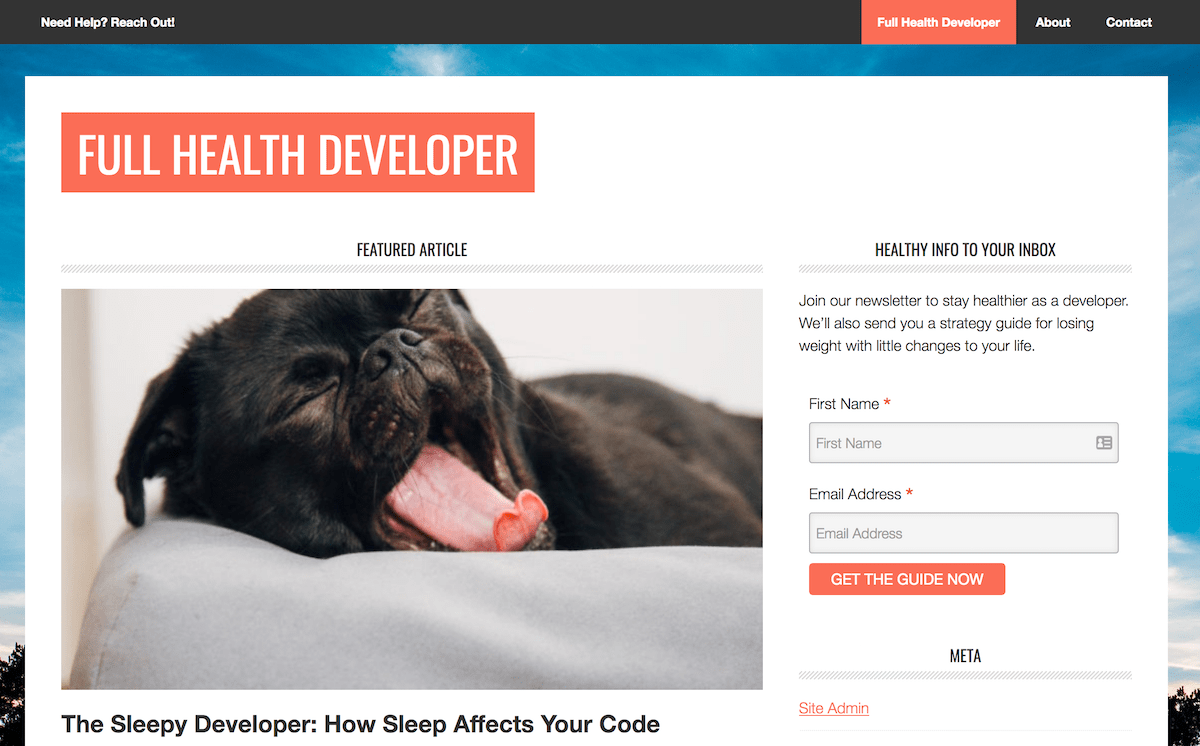 Need Help? Reach Out!
Full Health Developer
About
Contact
FULL HEALTH DEVELOPER
FEATURED ARTICLE
The Sleepy Developer: How Sleep Affects Your Code
HEALTHY INFO TO YOUR INBOX
Join our newsletter to stay healthier as a developer.
We’ll also send you a strategy guide for losing
weight with little changes to your life.
First Name *
First Name
Email Address *
Email Address
GET THE GUIDE NOW
META
Site Admin